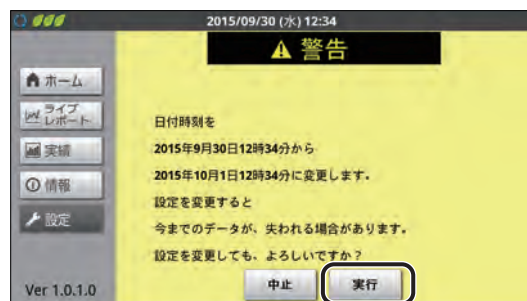 2015/09/30 (水) 12:34
警告
ホーム
ライブ
レポート
実績
情報
設定
日付時刻を
2015年9月30日12時34分から
2015年10月1日12時34分に変更します。
設定を変更すると
今までのデータが、失われる場合があります。
設定を変更しても、よろしいですか？
中止
実行
Ver 1.0.1.0